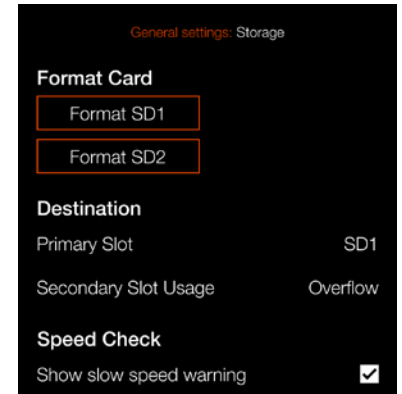 General settings: Storage
Format Card
Format SD1
Format SD2
Destination
Primary Slot SD1
Secondary Slot Usage Overflow
Speed Check
Show slow speed warning